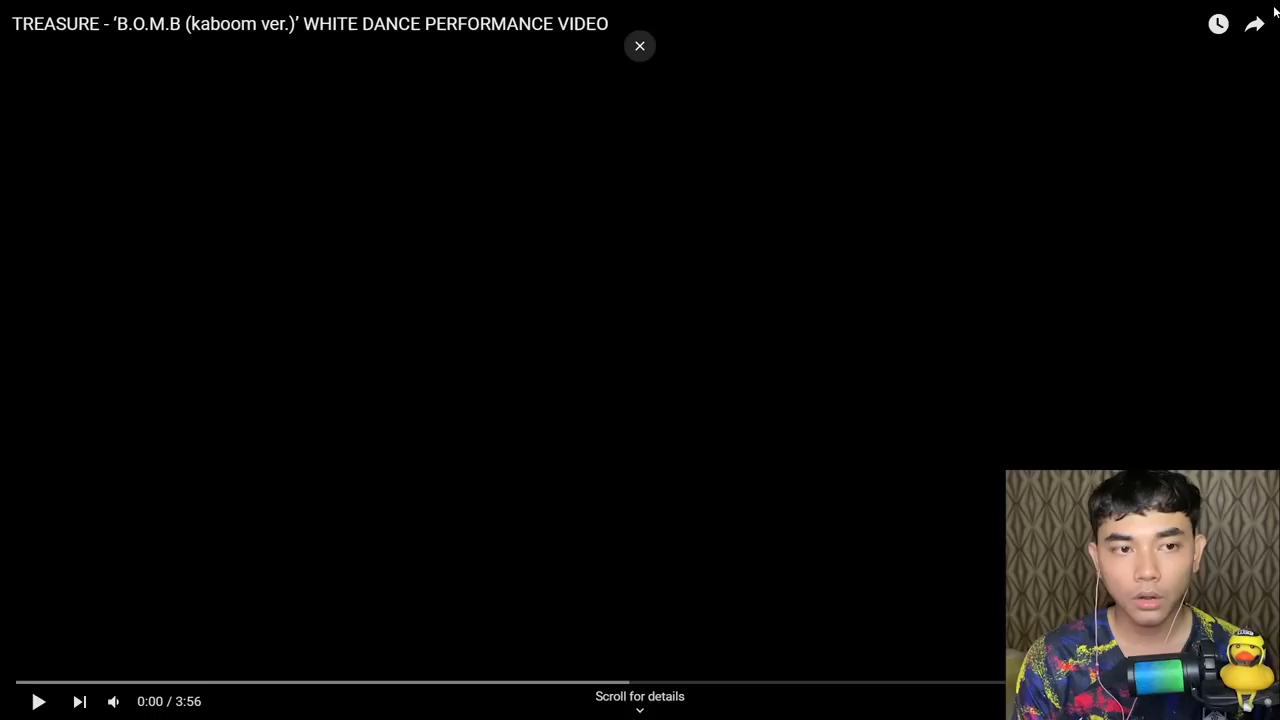 TREASURE - ‘B.O.M.B (kaboom ver.)’ WHITE DANCE PERFORMANCE VIDEO
Scroll for details
0:00 / 3:56